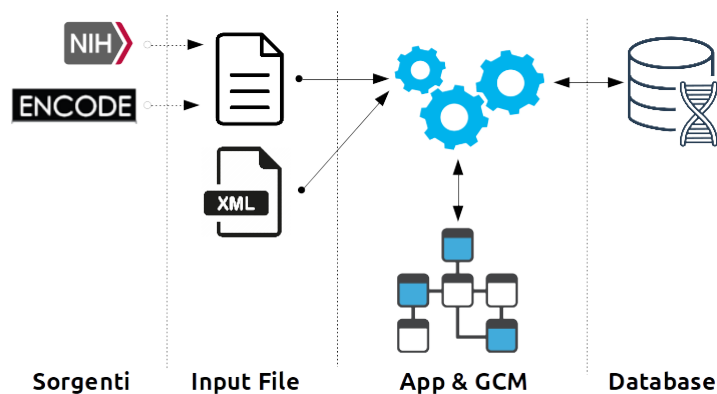 NIH
ENCODE
XML
Sorgenti
Input File
App & GCM
Database